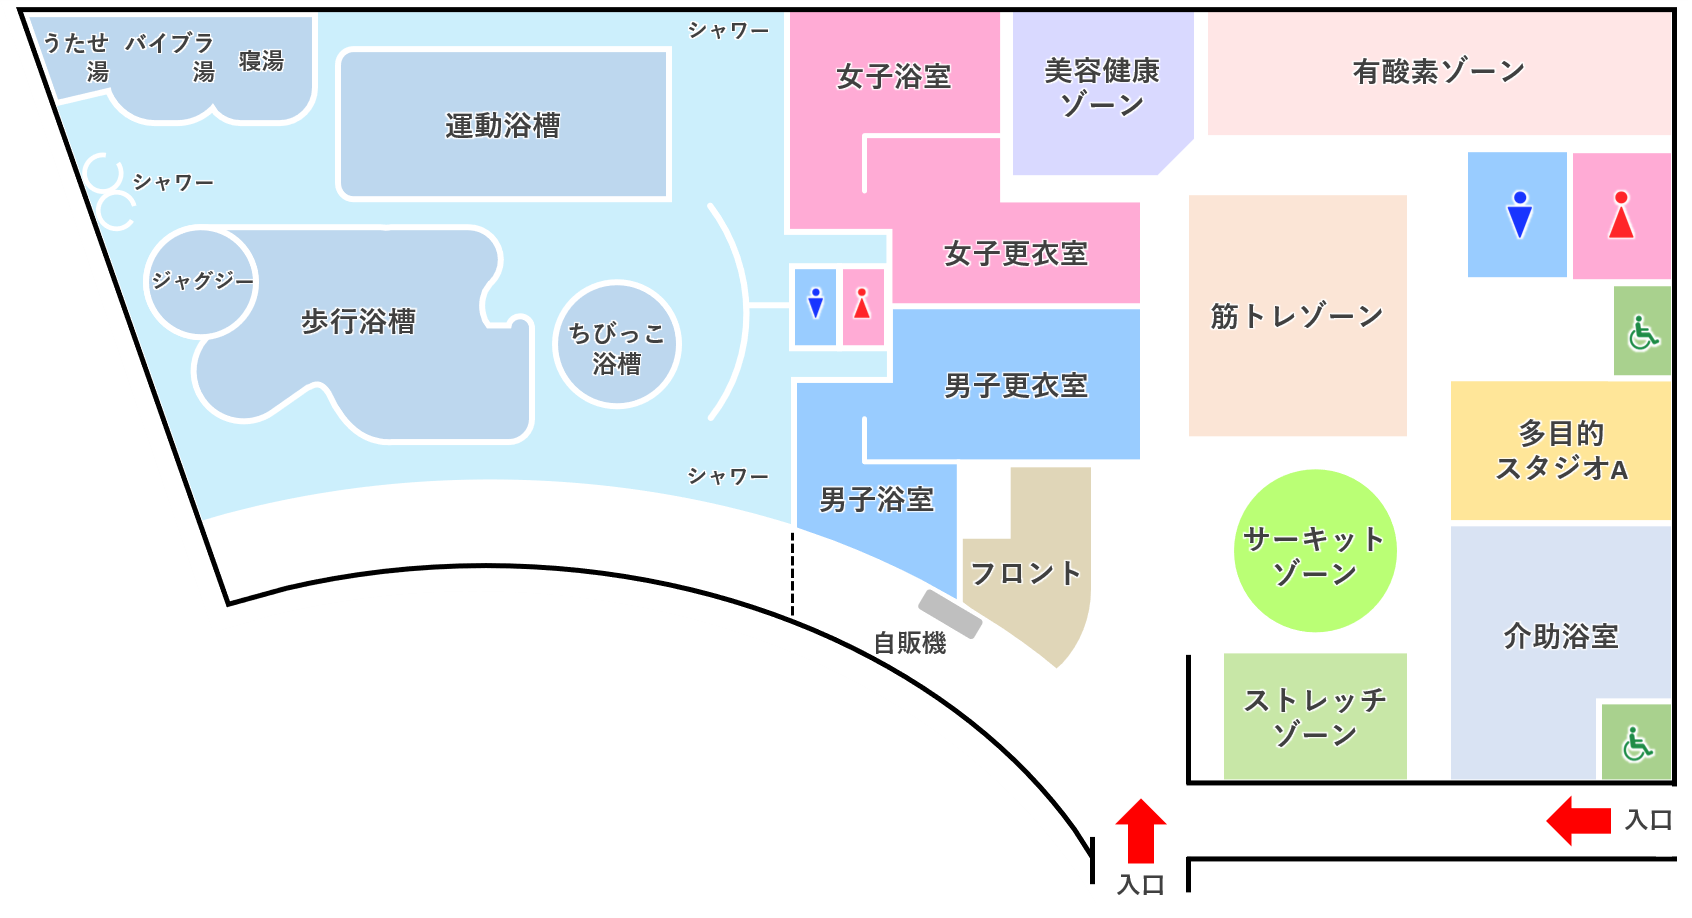 うたせ
湯
バイブラ
湯
寝湯
シャワー
運動浴槽
シャワー
ジャグジー
歩行浴槽
ちびっこ
浴槽
シャワー
女子浴室
女子更衣室
男子更衣室
男子浴室
フロント
自販機
美容健康
ゾーン
有酸素ゾーン
筋トレゾーン
多目的
スタジオA
サーキット
ゾーン
介助浴室
ストレッチ
ゾーン
入口
入口